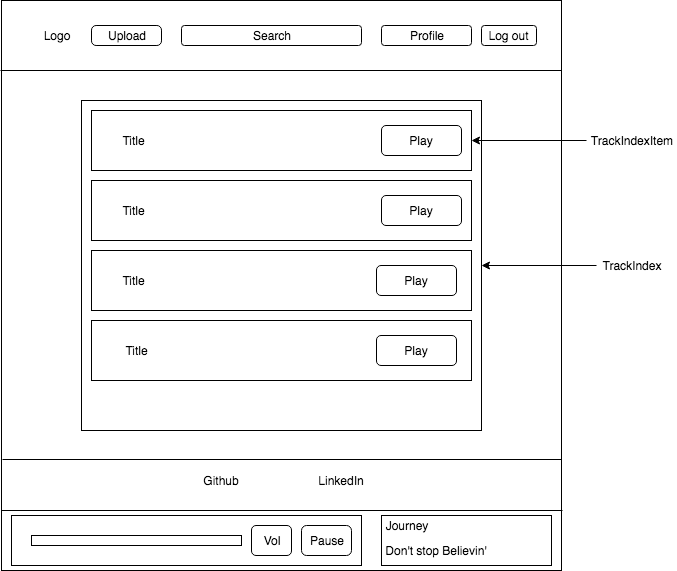 Logo
Upload
Search
Profile
Log out
Title
Play
TrackIndexItem
Title
Play
TrackIndex
Title
Play
Title
Play
Github
LinkedIn
Vol
Pause
Journey
Don't stop Believin'